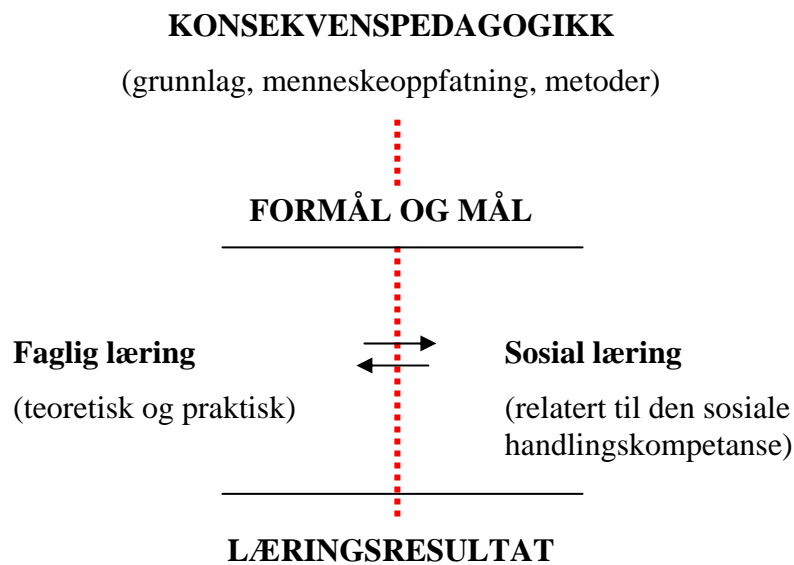 KONSEKVENSPEDAGOGIKK
(grunnlag, menneskeoppfatning, metoder)
FORMÅL OG MÅL
Faglig læring
(teoretisk og praktisk)
Sosial læring
(relatert til den sosiale
handlingskompetanse)
LÆRINGSRESULTAT